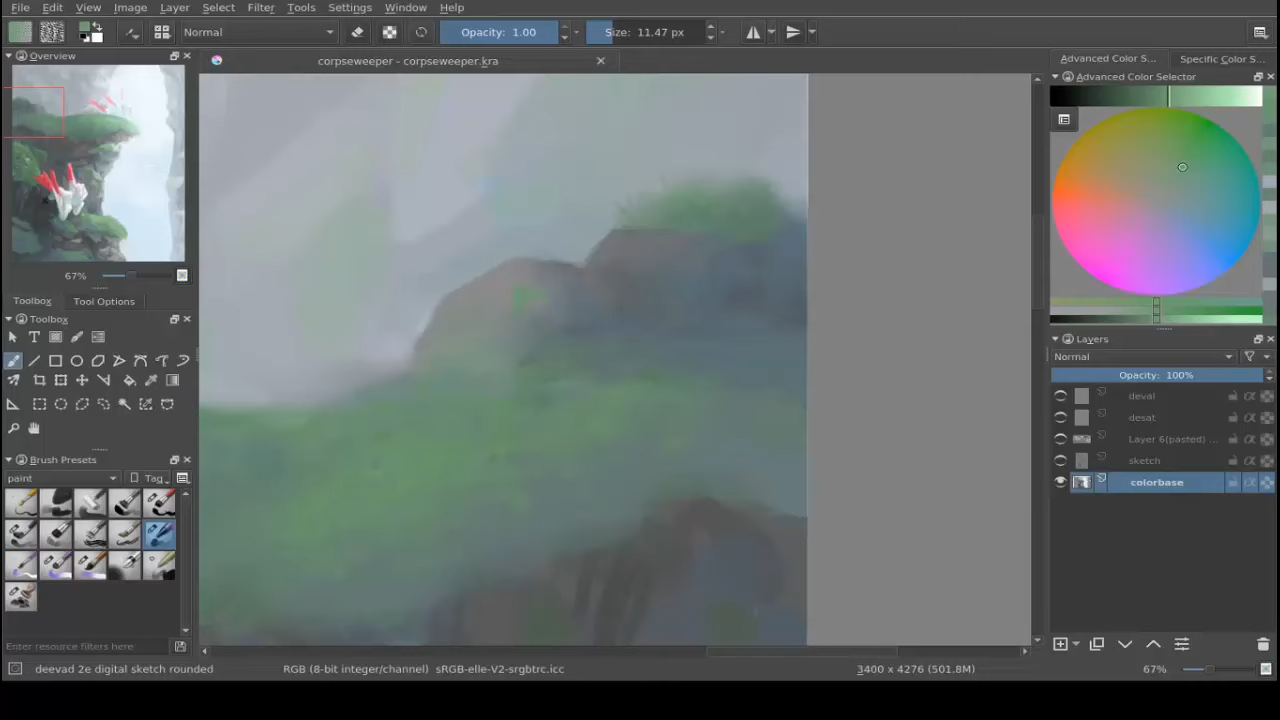 File Edit View Image Layer Select Filter Tools Settings Window Help
Normal Opacity: 1.00 Size: 11.47 px
Overview corpseweeper - corpseweeper.kra Advanced Color S... Specific Color S...
Advanced Color Selector
67%
Toolbox Tool Options
Toolbox
Layers
Normal
Opacity: 100%
deval
desat
Layer 6(pasted) ...
sketch
colorbase
Brush Presets
paint Tag
Enter resource filters here
deevad 2e digital sketch rounded RGB (8-bit integer/channel) sRGB-elle-V2-srgbtrc.icc 3400 x 4276 (501.8M) 67%